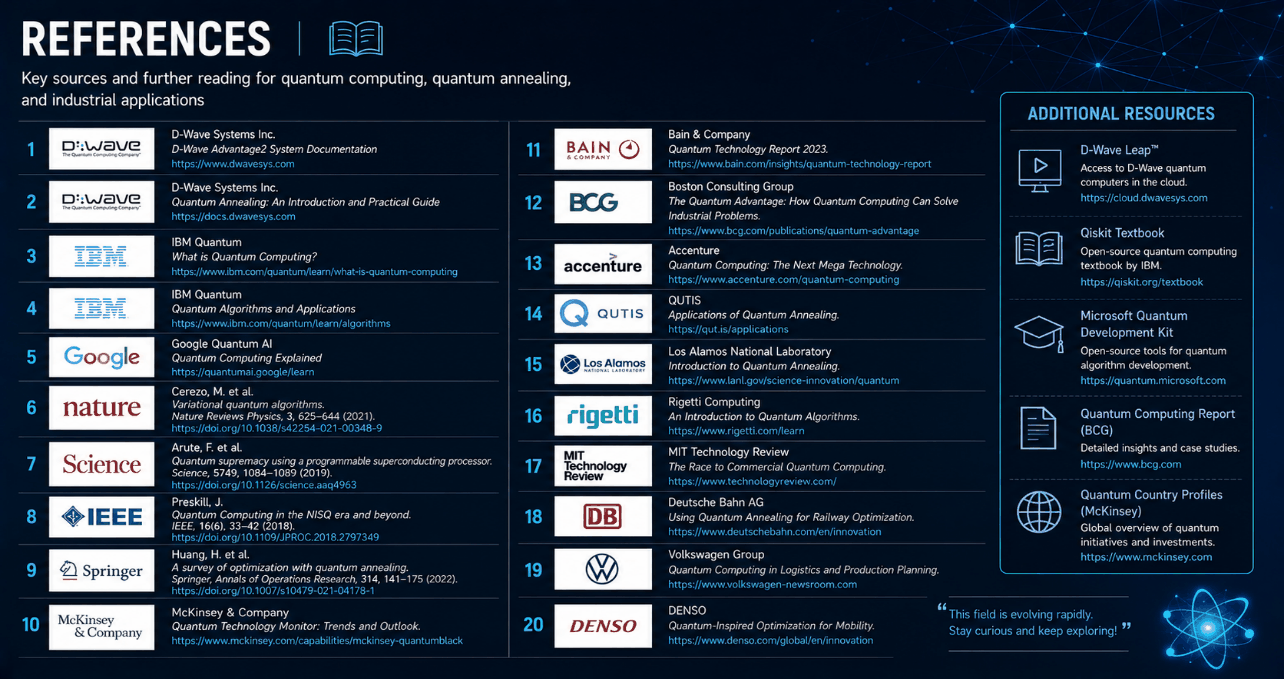 REFERENCES
Key sources and further reading for quantum computing, quantum annealing,
and industrial applications
1
D:wave
The Quantum Computing Company™
D-Wave Systems Inc.
D-Wave Advantage2 System Documentation
https://www.dwavesys.com
2
D:wave
The Quantum Computing Company™
D-Wave Systems Inc.
Quantum Annealing: An Introduction and Practical Guide
https://docs.dwavesys.com
3
IBM
IBM Quantum
What is Quantum Computing?
https://www.ibm.com/quantum/learn/what-is-quantum-computing
4
IBM
IBM Quantum
Quantum Algorithms and Applications
https://www.ibm.com/quantum/learn/algorithms
5
Google
Google Quantum AI
Quantum Computing Explained
https://quantumai.google/learn
6
nature
Cerezo, M. et al.
Variational quantum algorithms.
Nature Reviews Physics, 3, 625–644 (2021).
https://doi.org/10.1038/s42254-021-00348-9
7
Science
Arute, F. et al.
Quantum supremacy using a programmable superconducting processor.
Science, 5749, 1084–1089 (2019).
https://doi.org/10.1126/science.aaq4963
8
IEEE
Preskill, J.
Quantum Computing in the NISQ era and beyond.
IEEE, 16(6), 33–42 (2018).
https://doi.org/10.1109/JPROC.2018.2797349
9
Springer
Huang, H. et al.
A survey of optimization with quantum annealing.
Springer, Annals of Operations Research, 314, 141–175 (2022).
https://doi.org/10.1007/s10479-021-04178-1
10
McKinsey
& Company
McKinsey & Company
Quantum Technology Monitor: Trends and Outlook.
https://www.mckinsey.com/capabilities/mckinsey-quantumblack
11
BAIN
& COMPANY
Bain & Company
Quantum Technology Report 2023.
https://www.bain.com/insights/quantum-technology-report
12
BCG
Boston Consulting Group
The Quantum Advantage: How Quantum Computing Can Solve
Industrial Problems.
https://www.bcg.com/publications/quantum-advantage
13
accenture
Accenture
Quantum Computing: The Next Mega Technology.
https://www.accenture.com/quantum-computing
14
QUTIS
QUTIS
Applications of Quantum Annealing.
https://qut.is/applications
15
Los Alamos
NATIONAL LABORATORY
Los Alamos National Laboratory
Introduction to Quantum Annealing.
https://www.lanl.gov/science-innovation/quantum
16
rigetti
Rigetti Computing
An Introduction to Quantum Algorithms.
https://www.rigetti.com/learn
17
MIT
Technology
Review
MIT Technology Review
The Race to Commercial Quantum Computing.
https://www.technologyreview.com/
18
DB
Deutsche Bahn AG
Using Quantum Annealing for Railway Optimization.
https://www.deutschebahn.com/en/innovation
19
VW
Volkswagen Group
Quantum Computing in Logistics and Production Planning.
https://www.volkswagen-newsroom.com
20
DENSO
DENSO
Quantum-Inspired Optimization for Mobility.
https://www.denso.com/global/en/innovation
ADDITIONAL RESOURCES
D-Wave Leap™
Access to D-Wave quantum
computers in the cloud.
https://cloud.dwavesys.com
Qiskit Textbook
Open-source quantum computing
textbook by IBM.
https://qiskit.org/textbook
Microsoft Quantum
Development Kit
Open-source tools for quantum
algorithm development.
https://quantum.microsoft.com
Quantum Computing Report
(BCG)
Detailed insights and case studies.
https://www.bcg.com
Quantum Country Profiles
(McKinsey)
Global overview of quantum
initiatives and investments.
https://www.mckinsey.com
“This field is evolving rapidly.
Stay curious and keep exploring!”